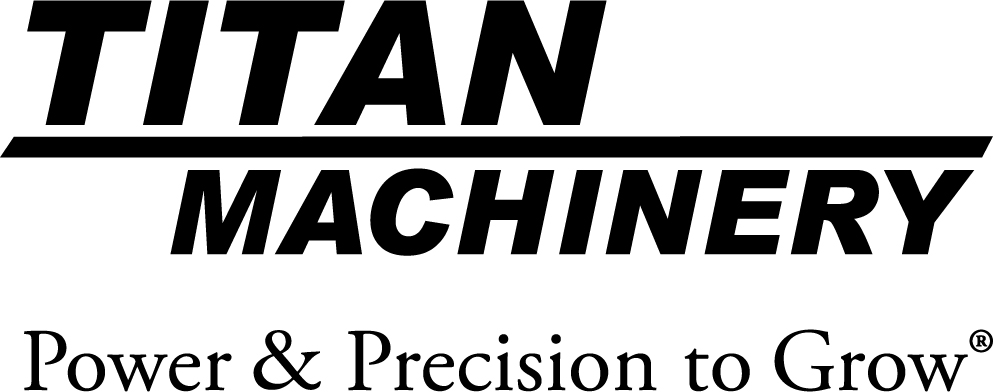 TITAN
MACHINERY
Power & Precision to Grow®